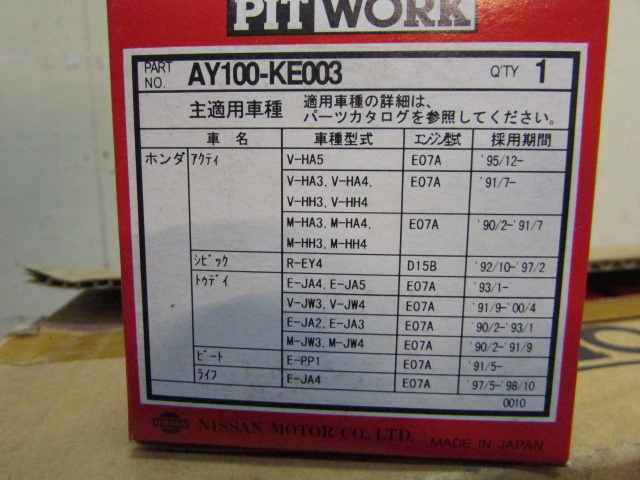 PIT WORK
PART NO. AY100-KE003 Q'TY 1
主適用車種 適用車種の詳細は、
パーツカタログを参照してください。
車名 車種型式 エンジン型式 採用期間
ホンダ アクティ V-HA5 E07A '95/12-
V-HA3, V-HA4, E07A '91/7-
V-HH3, V-HH4
M-HA3, M-HA4, E07A '90/2-'91/7
M-HH3, M-HH4
シビック R-EY4 D15B '92/10-'97/2
トゥデイ E-JA4, E-JA5 E07A '93/1-
V-JW3, V-JW4 E07A '91/9-'00/4
E-JA2, E-JA3 E07A '90/2-'93/1
M-JW3, M-JW4 E07A '90/2-'91/9
ビート E-PP1 E07A '91/5-
ライフ E-JA4 E07A '97/5-'98/10
0010
NISSAN NISSAN MOTOR CO., LTD. MADE IN JAPAN